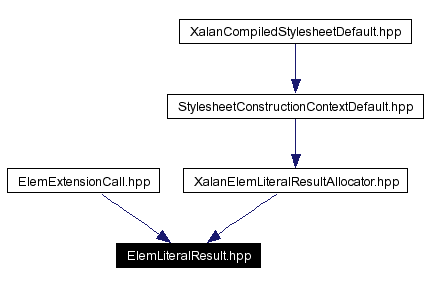 XalanCompiledStylesheetDefault.hpp
StylesheetConstructionContextDefault.hpp
ElemExtensionCall.hpp
XalanElemLiteralResultAllocator.hpp
ElemLiteralResult.hpp